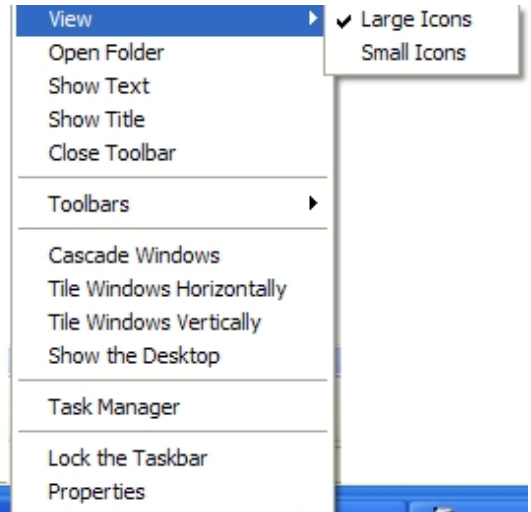 View
Large Icons
Small Icons
Open Folder
Show Text
Show Title
Close Toolbar
Toolbars
Cascade Windows
Tile Windows Horizontally
Tile Windows Vertically
Show the Desktop
Task Manager
Lock the Taskbar
Properties